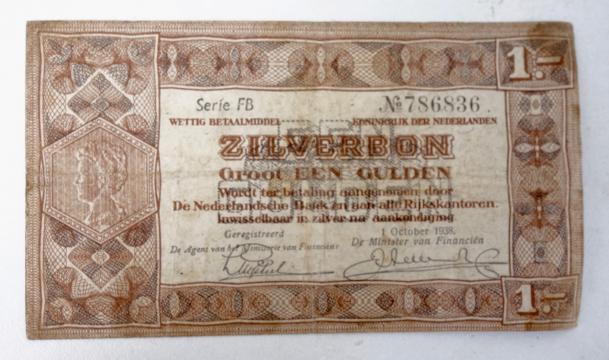 1.-
Serie FB № 786836
WETTIG BETAALMIDDEL KONINKRIJK DER NEDERLANDEN
ZILVERBON
Groot EEN GULDEN
Wordt ter betaling aangenomen door
De Nederlandsche Bank en aan alle Rijkskantoren.
Inwisselbaar in zilver na aankondiging
Geregistreerd 1 October 1938.
De Agent van het Ministerie van Financiën De Minister van Financiën
1.-